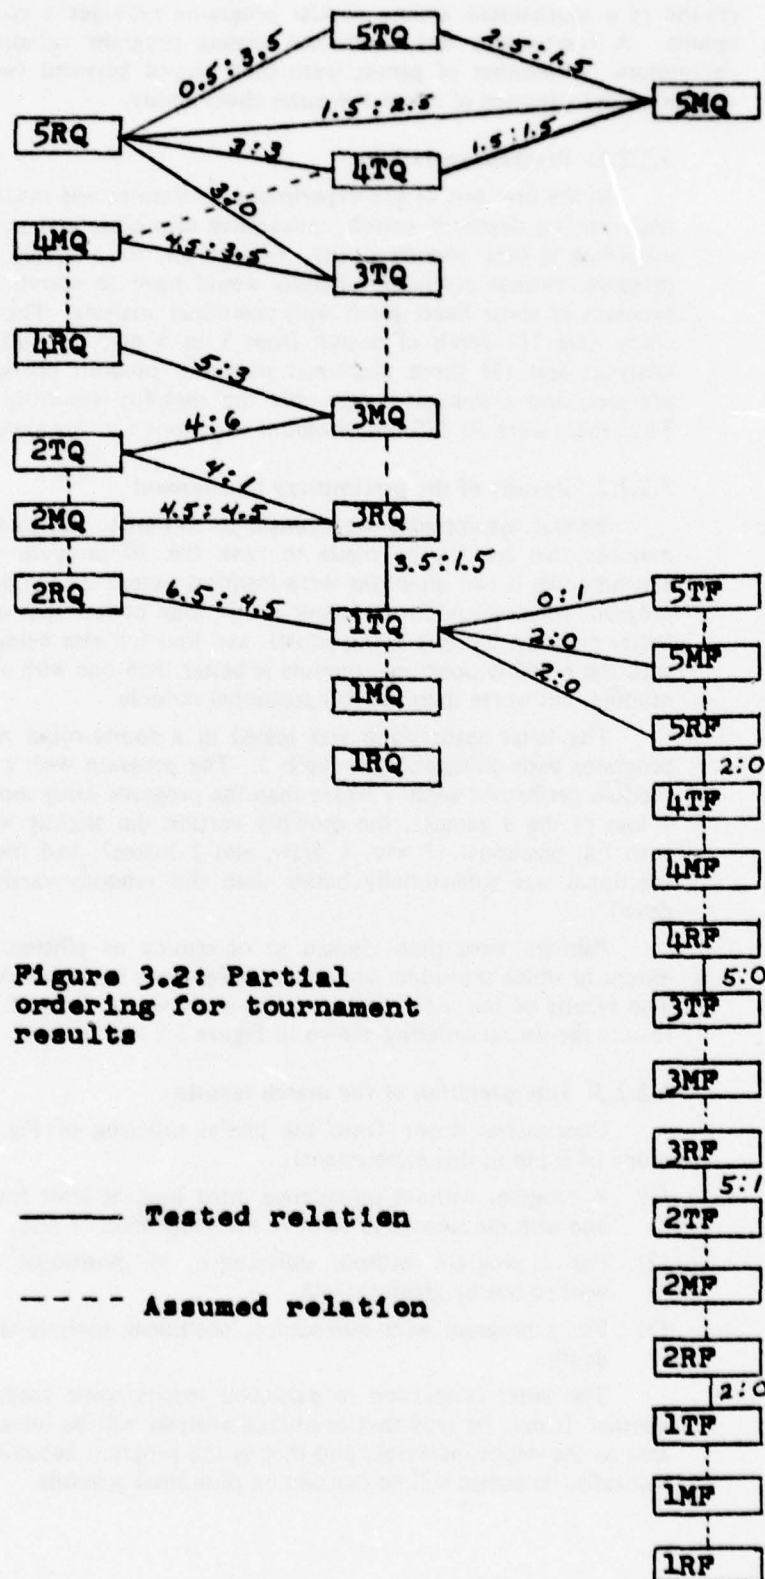 5TQ
0.5:3.5
2.5:1.5
5MQ
1.5:2.5
5RQ
3:3
1.5:1.5
4TQ
3:0
4MQ
4.5:3.5
3TQ
4RQ
5:3
3MQ
2TQ
4:6
4:1
2MQ
4.5:4.5
3RQ
3.5:1.5
2RQ
6.5:4.5
1TQ
0:1
5TF
2:0
5MF
2:0
5RF
1MQ
1RQ
2:0
4TF
4MF
4RF
5:0
Figure 3.2: Partial
ordering for tournament
results
3TF
3MF
3RF
5:1
Tested relation
2TF
Assumed relation
2MF
2RF
2:0
1TF
1MF
1RF